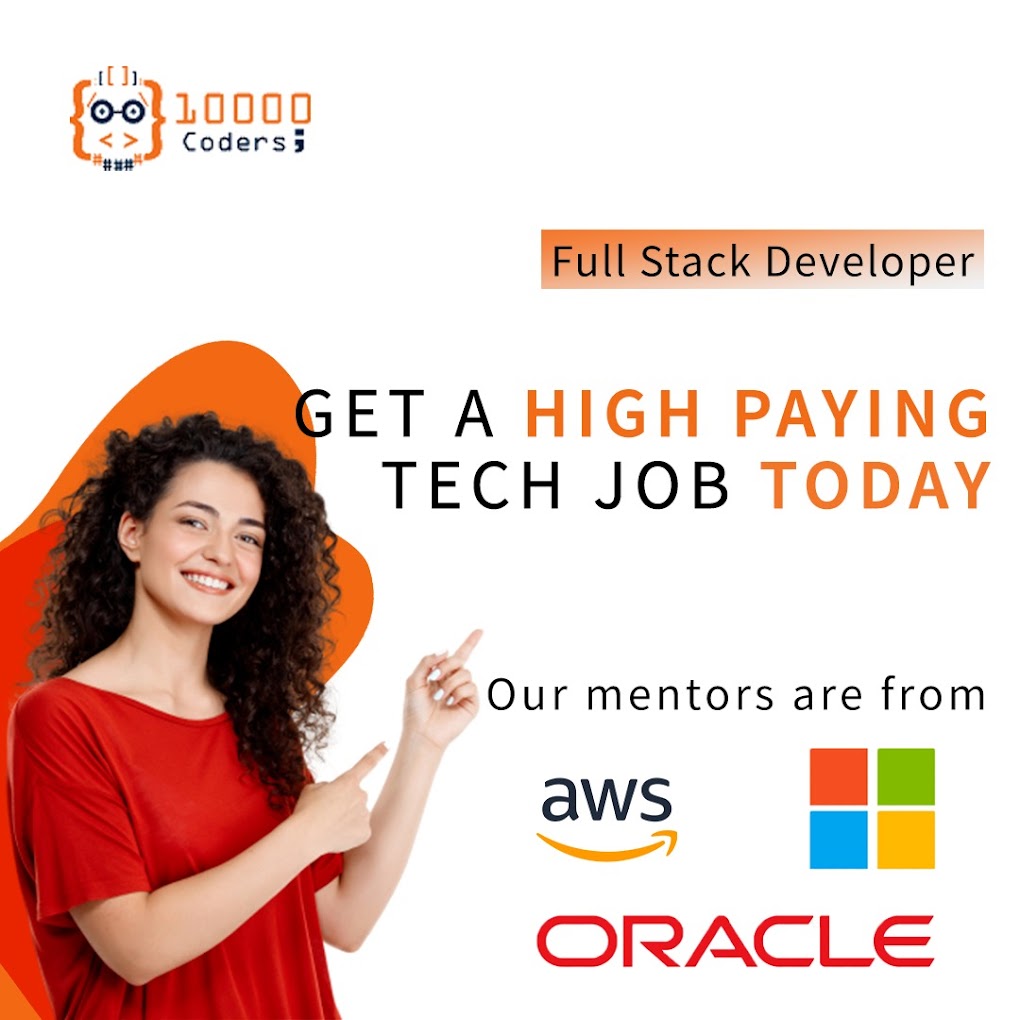 {[ ]}
10000
< >
Coders;
####
Full Stack Developer
GET A HIGH PAYING
TECH JOB TODAY
Our mentors are from
aws
ORACLE